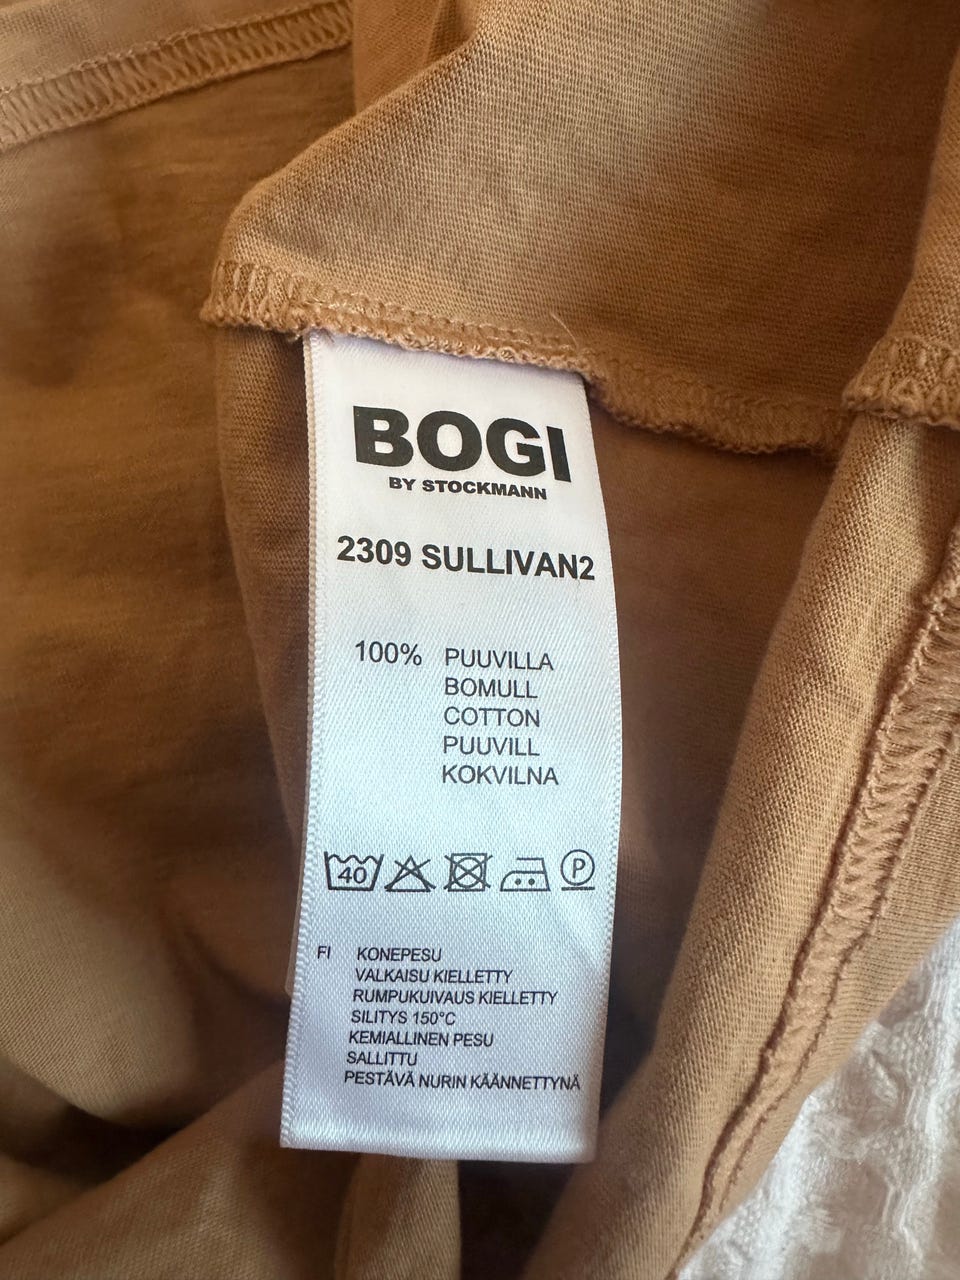 BOGI
BY STOCKMANN
2309 SULLIVAN2
100% PUUVILLA
BOMULL
COTTON
PUUVILL
KOKVILNA
40 P
FI KONEPESU
VALKAISU KIELLETTY
RUMPUKUIVAUS KIELLETTY
SILITYS 150°C
KEMIALLINEN PESU
SALLITTU
PESTÄVÄ NURIN KÄÄNNETTYNÄ